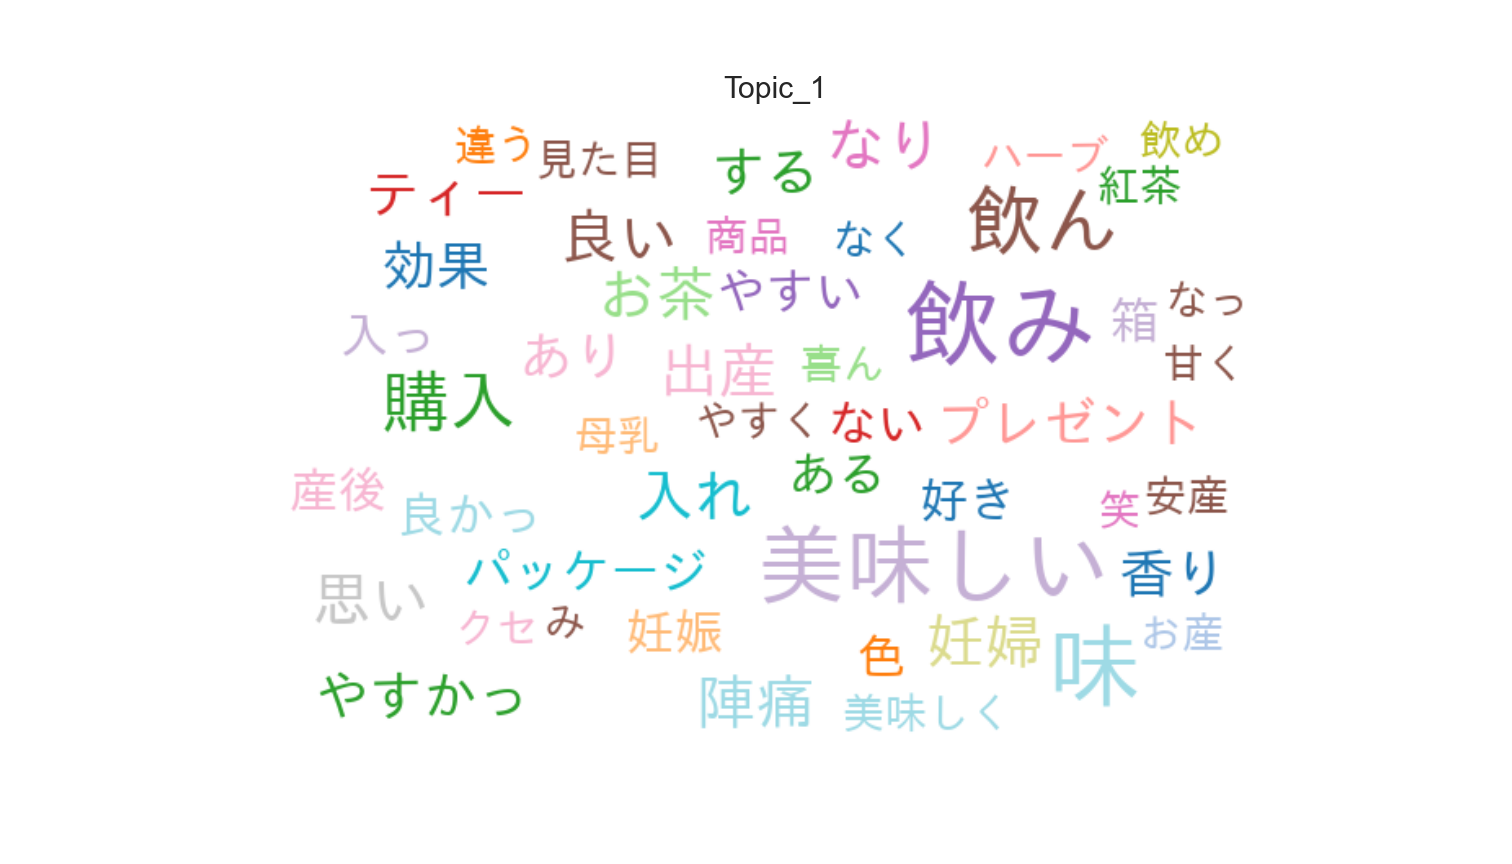 Topic_1
違う 見た目 する なり ハーブ 飲め
ティー 紅茶
効果 良い 商品 なく 飲ん
お茶 やすい 飲み 箱 なっ
入っ あり 出産 喜ん 甘く
購入 母乳 やすく ない プレゼント
産後 良かっ 入れ ある 好き 笑 安産
思い パッケージ 美味しい 香り
クセ み 妊娠 色 妊婦 味 お産
やすかっ 陣痛 美味しく